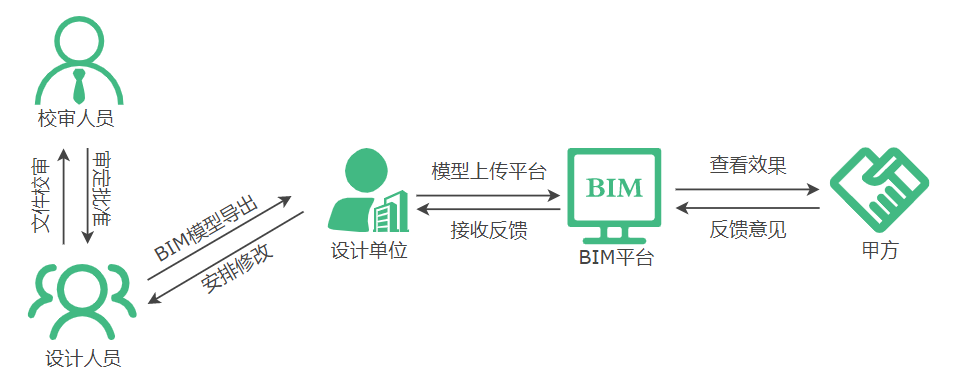 校审人员
文件校审
审定批准
设计人员
BIM模型导出
安排修改
设计单位
模型上传平台
接收反馈
BIM
BIM平台
查看效果
反馈意见
甲方